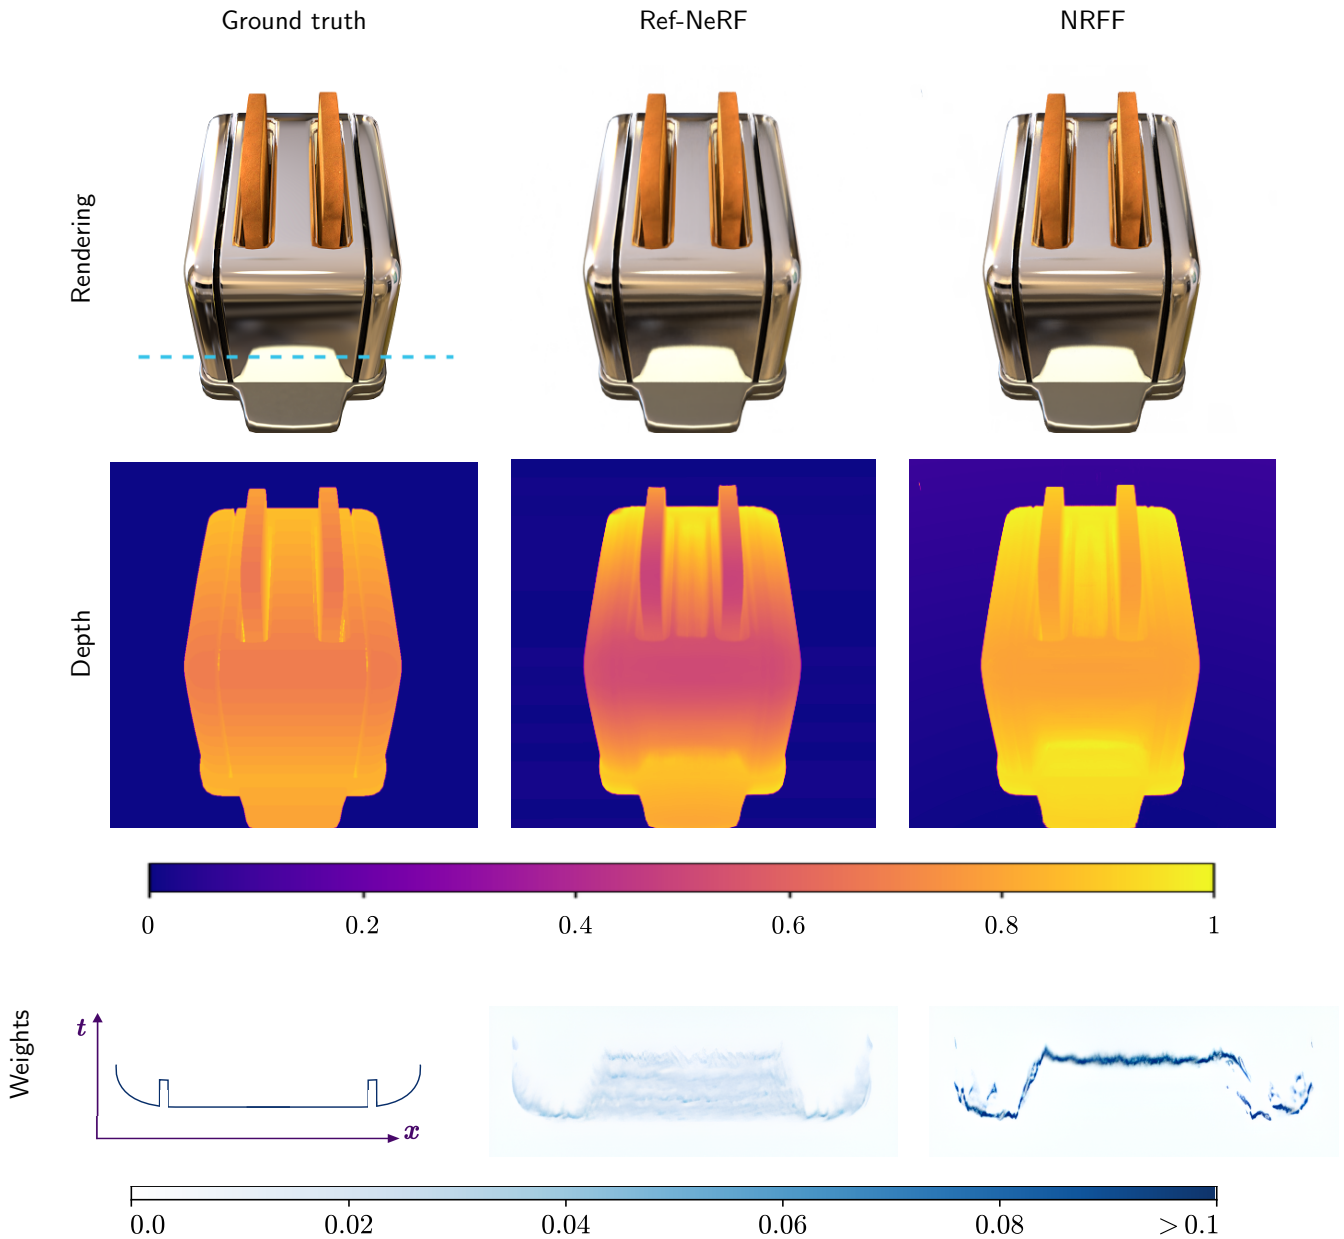 Ground truth Ref-NeRF NRFF
Rendering
Depth
0 0.2 0.4 0.6 0.8 1
Weights
t
x
0.0 0.02 0.04 0.06 0.08 > 0.1